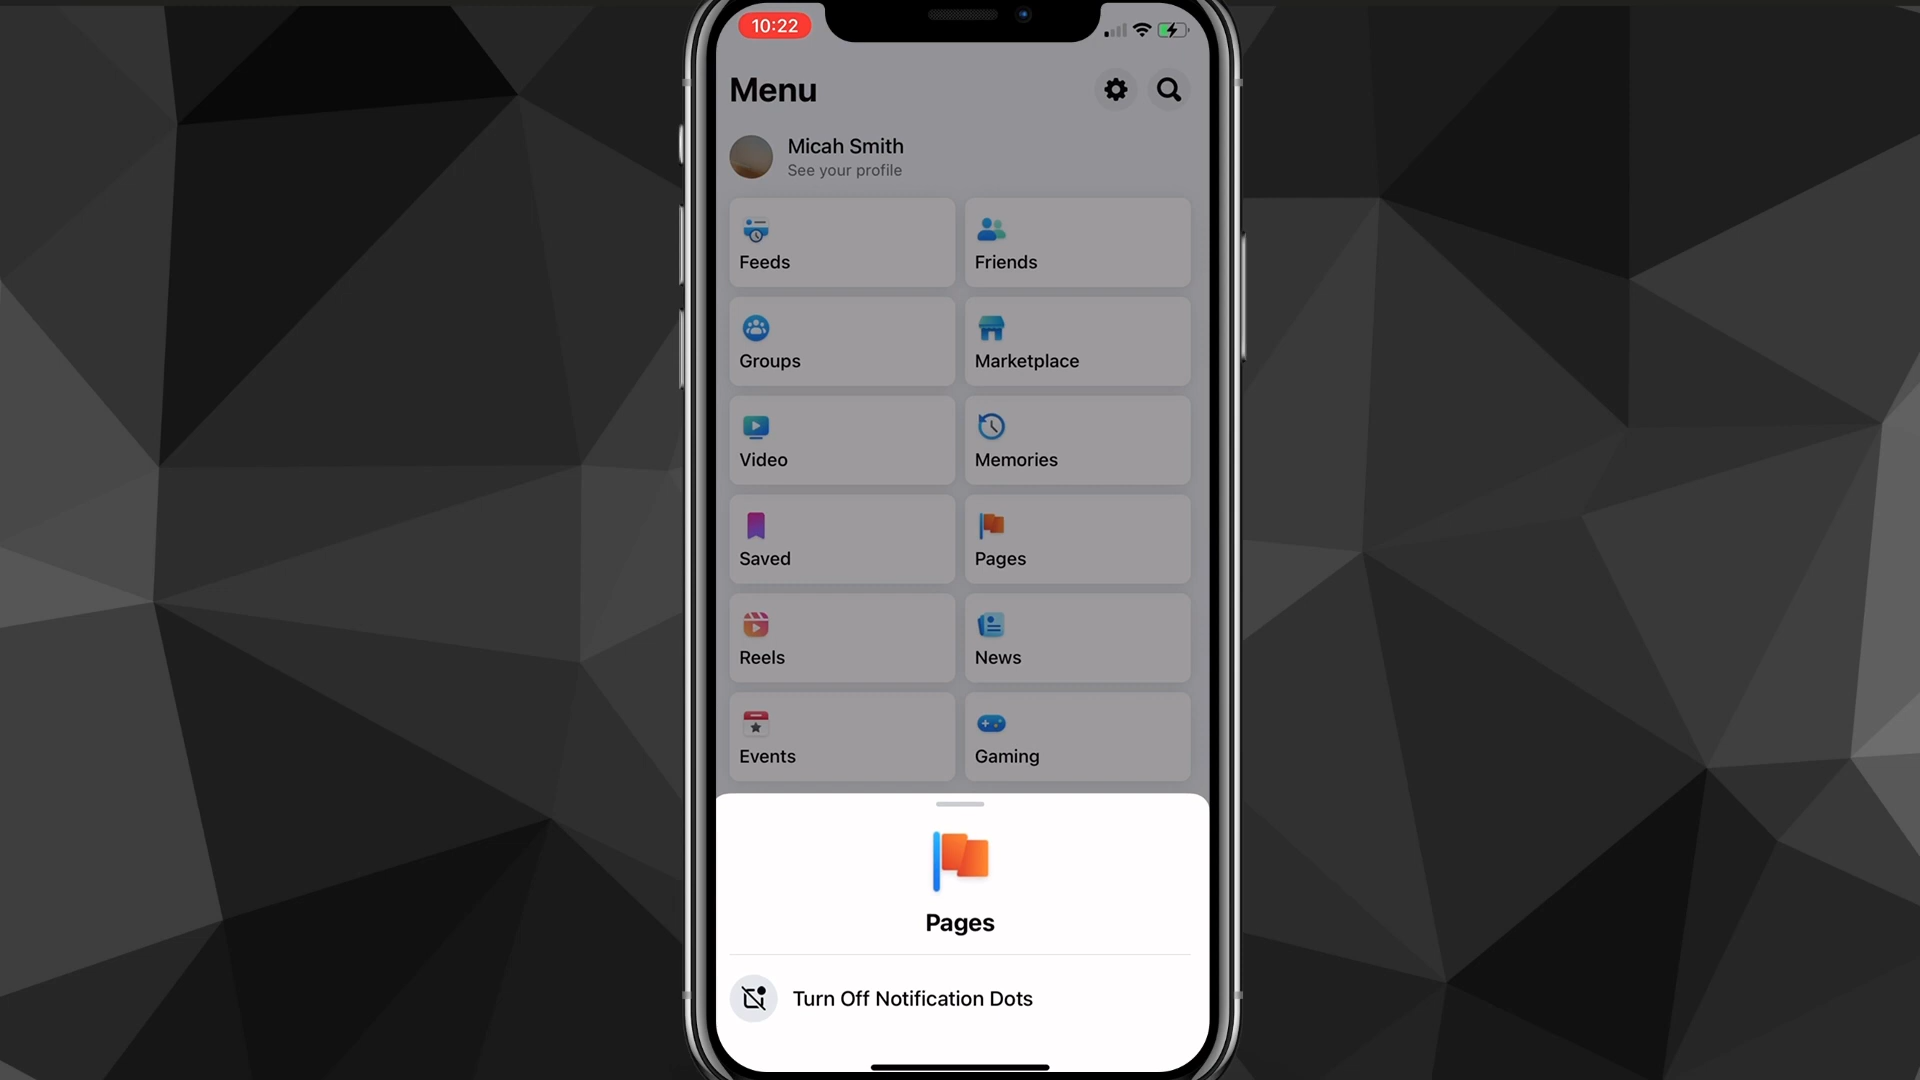 10:22
Menu
Micah Smith
See your profile
Feeds
Friends
Groups
Marketplace
Video
Memories
Saved
Pages
Reels
News
Events
Gaming
Pages
Turn Off Notification Dots